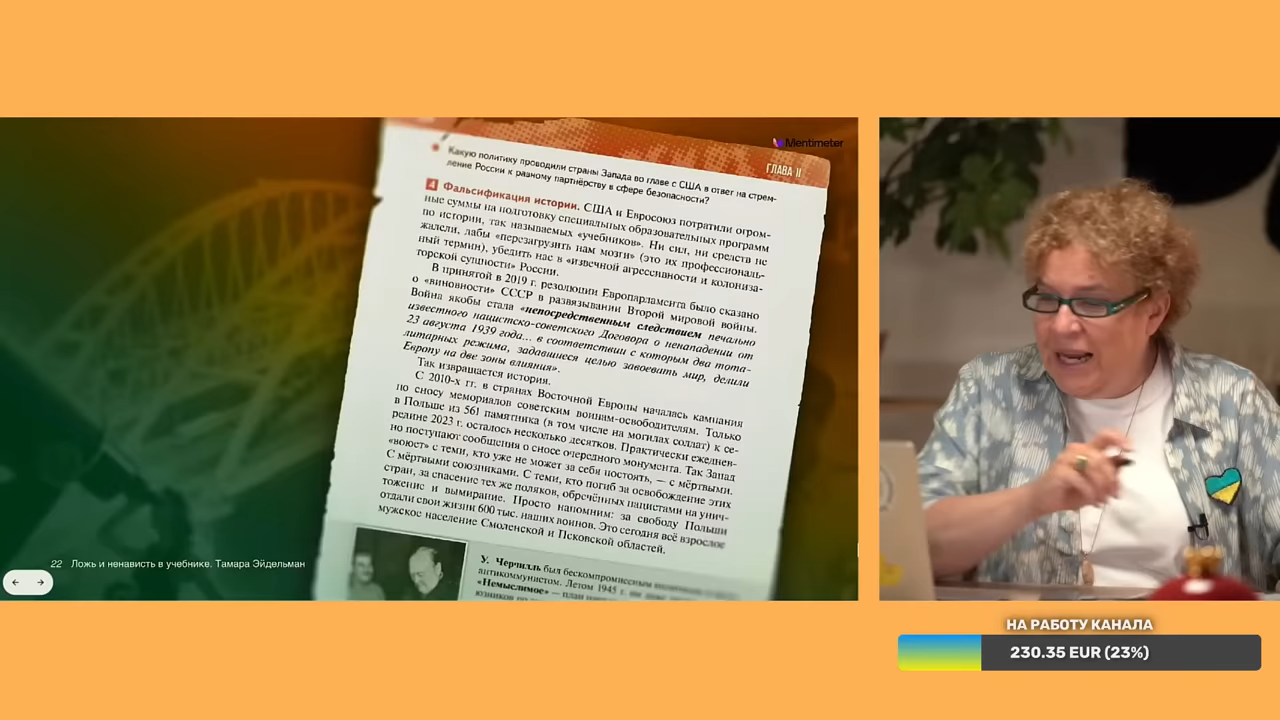 Mentimeter
ГЛАВА II
Какую политику проводили страны Запада во главе с США в ответ на стрем-
ление России к равному партнёрству в сфере безопасности?
4 Фальсификация истории. США и Евросоюз потратили огром-
ные суммы на подготовку специальных образовательных программ
по истории, так называемых «учебников». Ни сил, ни средств не
жалели, лабы «перезагрузить нам мозги» (это их профессиональ-
ный термин), убедить нас в «извечной агрессивности и колониза-
торской сущности» России.
В принятой в 2019 г. резолюции Европарламента было сказано
о «виновности» СССР в развязывании Второй мировой войны.
Война якобы стала «непосредственным следствием печально
известного нацистско-советского Договора о ненападении от
23 августа 1939 года... в соответствии с которым два тота-
литарных режима, задавшиеся целью завоевать мир, делили
Европу на две зоны влияния».
Так извращается история.
С 2010-х гг. в странах Восточной Европы началась кампания
по сносу мемориалов советским воинам-освободителям. Только
в Польше из 561 памятника (в том числе на могилах солдат) к се-
редине 2023 г. осталось несколько десятков. Практически ежеднев-
но поступают сообщения о сносе очередного монумента. Так Запад
«воюет» с теми, кто уже не может за себя постоять, — с мёртвыми.
С мёртвыми союзниками. С теми, кто погиб за освобождение этих
стран, за спасение тех же поляков, обречённых нацистами на унич-
тожение и вымирание. Просто напомним: за свободу Польши
отдали свои жизни 600 тыс. наших воинов. Это сегодня всё взрослое
мужское население Смоленской и Псковской областей.
У. Черчилль был бескомпромиссным
антикоммунистом. Летом 1945 г.
«Немыслимое» — план
22 Ложь и ненависть в учебнике. Тамара Эйдельман
НА РАБОТУ КАНАЛА
230.35 EUR (23%)